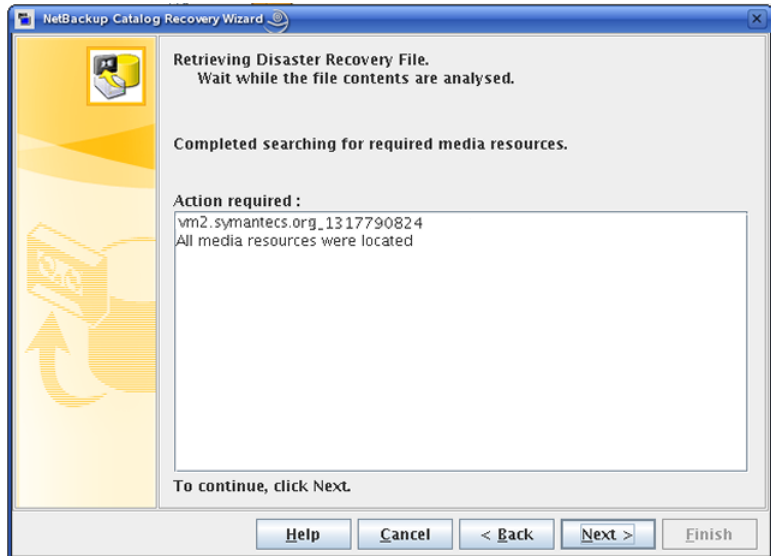 NetBackup Catalog Recovery Wizard
Retrieving Disaster Recovery File.
Wait while the file contents are analysed.
Completed searching for required media resources.
Action required :
vm2.symantecs.org_1317790824
All media resources were located
To continue, click Next.
Help
Cancel
< Back
Next >
Finish